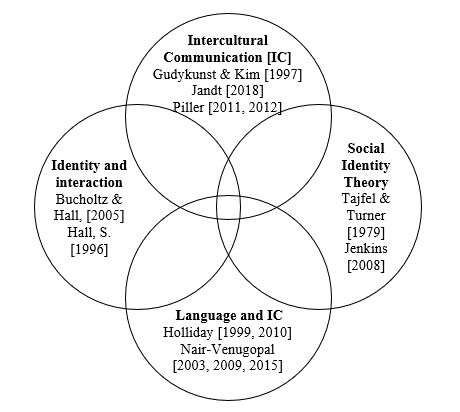 Intercultural
Communication [IC]
Gudykunst & Kim [1997]
Jandt [2018]
Piller [2011, 2012]
Identity and
interaction
Bucholtz &
Hall, [2005]
Hall, S.
[1996]
Social
Identity
Theory
Tajfel &
Turner
[1979]
Jenkins
[2008]
Language and IC
Holliday [1999, 2010]
Nair-Venugopal
[2003, 2009, 2015]